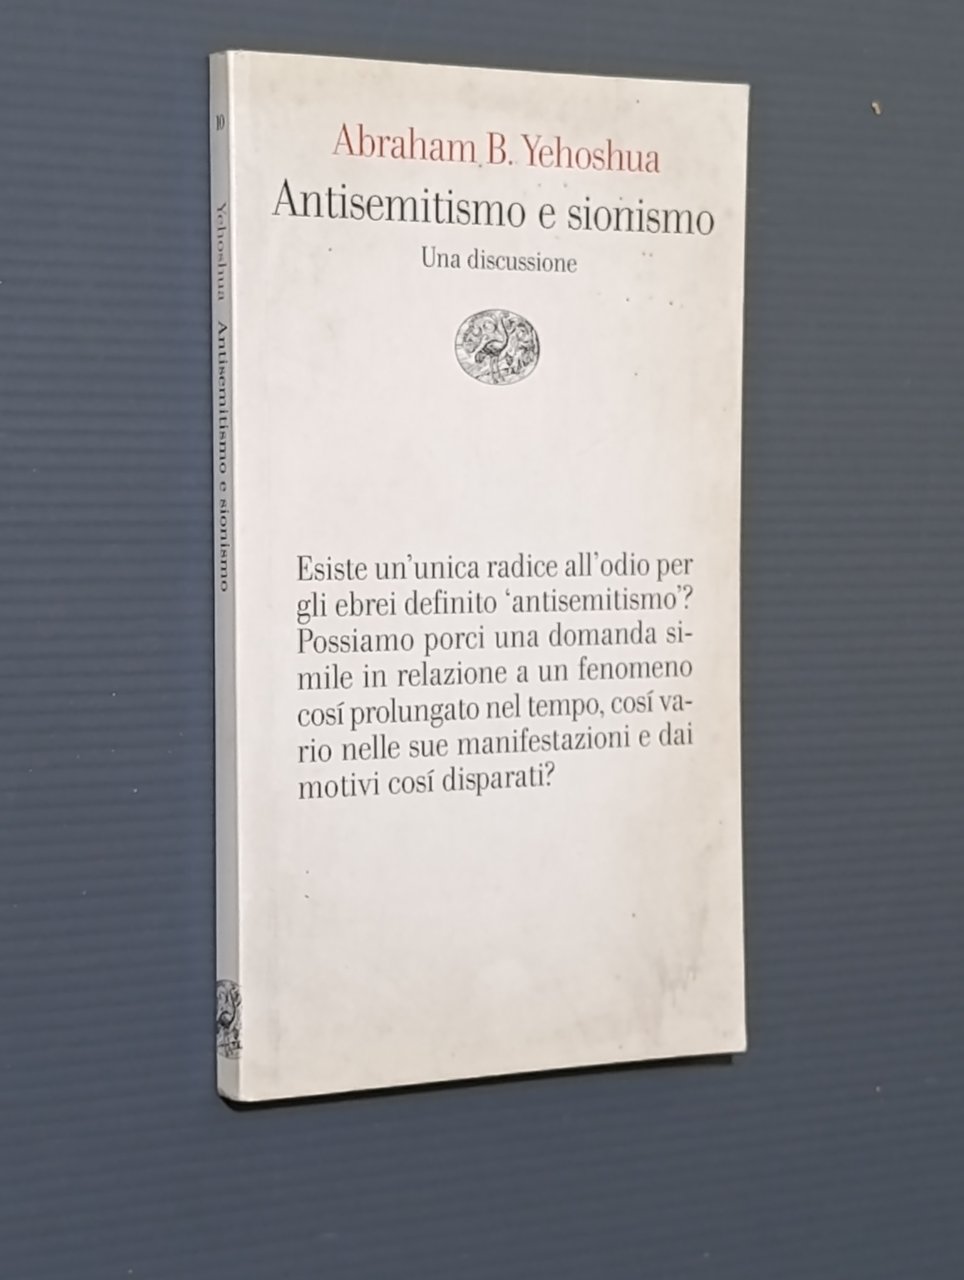 Abraham B. Yehoshua
Antisemitismo e sionismo
Una discussione
Esiste un’unica radice all’odio per
gli ebrei definito ‘antisemitismo’?
Possiamo porci una domanda si-
mile in relazione a un fenomeno
cosí prolungato nel tempo, cosí va-
rio nelle sue manifestazioni e dai
motivi cosí disparati?
10
Yehoshua Antisemitismo e sionismo